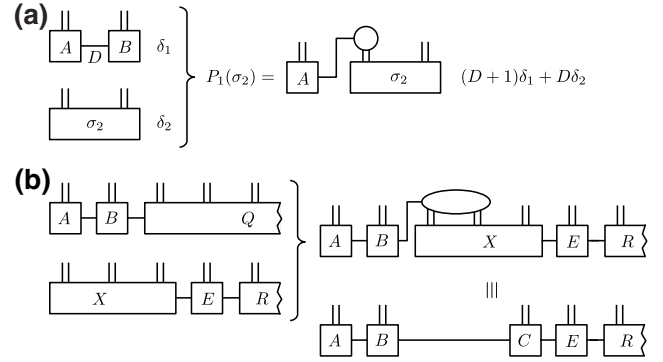 (a)
A D B δ₁
σ₂ δ₂
P₁(σ₂) = A σ₂ (D + 1)δ₁ + Dδ₂
(b)
A B Q
X E R
A B X E R
|||
A B C E R